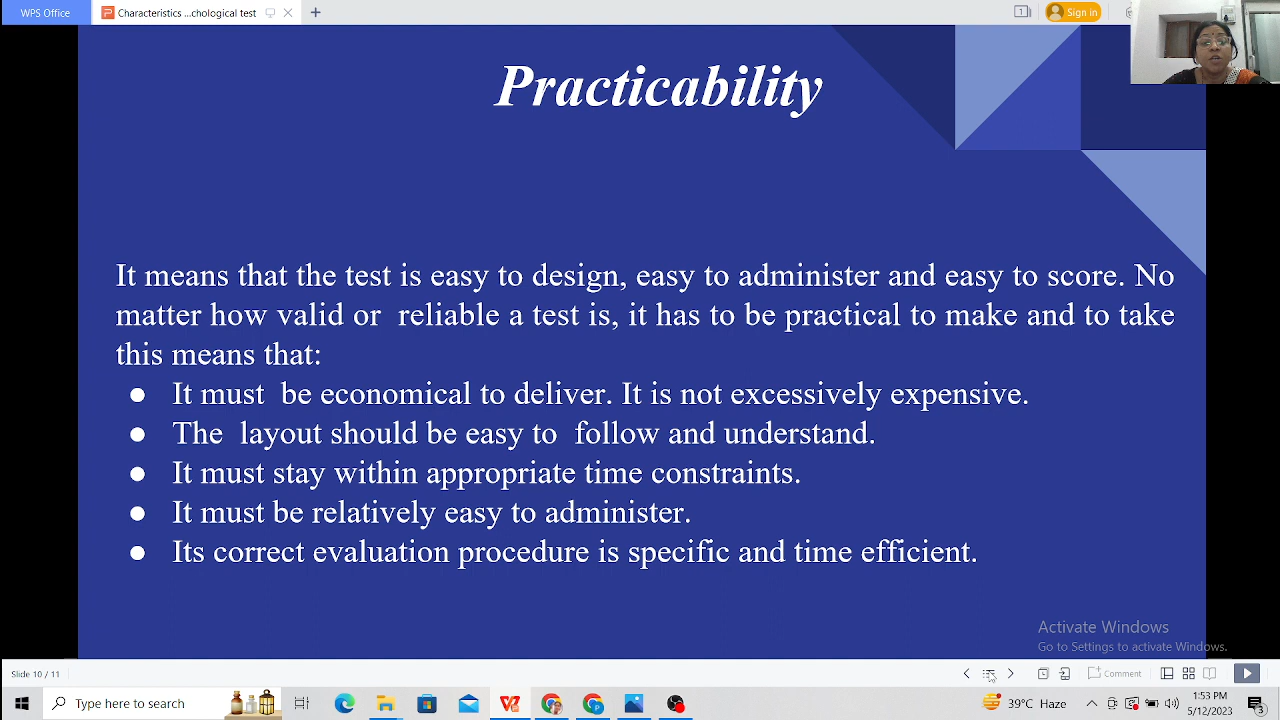 WPS Office
Characteristics ...chological test
Sign in
Practicability
It means that the test is easy to design, easy to administer and easy to score. No
matter how valid or reliable a test is, it has to be practical to make and to take
this means that:
● It must be economical to deliver. It is not excessively expensive.
● The layout should be easy to follow and understand.
● It must stay within appropriate time constraints.
● It must be relatively easy to administer.
● Its correct evaluation procedure is specific and time efficient.
Activate Windows
Go to Settings to activate Windows.
Slide 10 / 11
Comment
Type here to search
39°C Haze
1:53 PM
5/12/2023
3